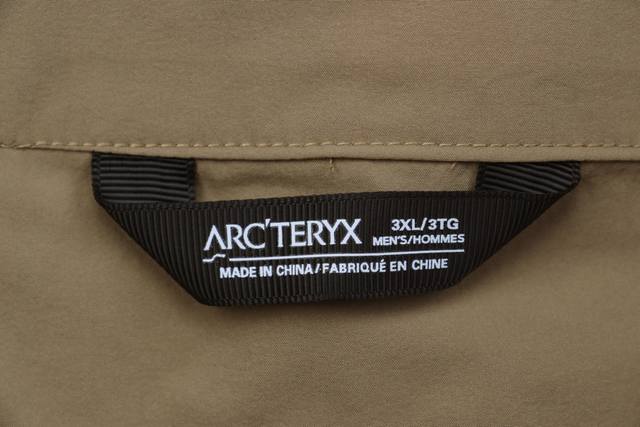 ARC'TERYX
3XL/3TG
MEN'S/HOMMES
MADE IN CHINA/FABRIQUÉ EN CHINE